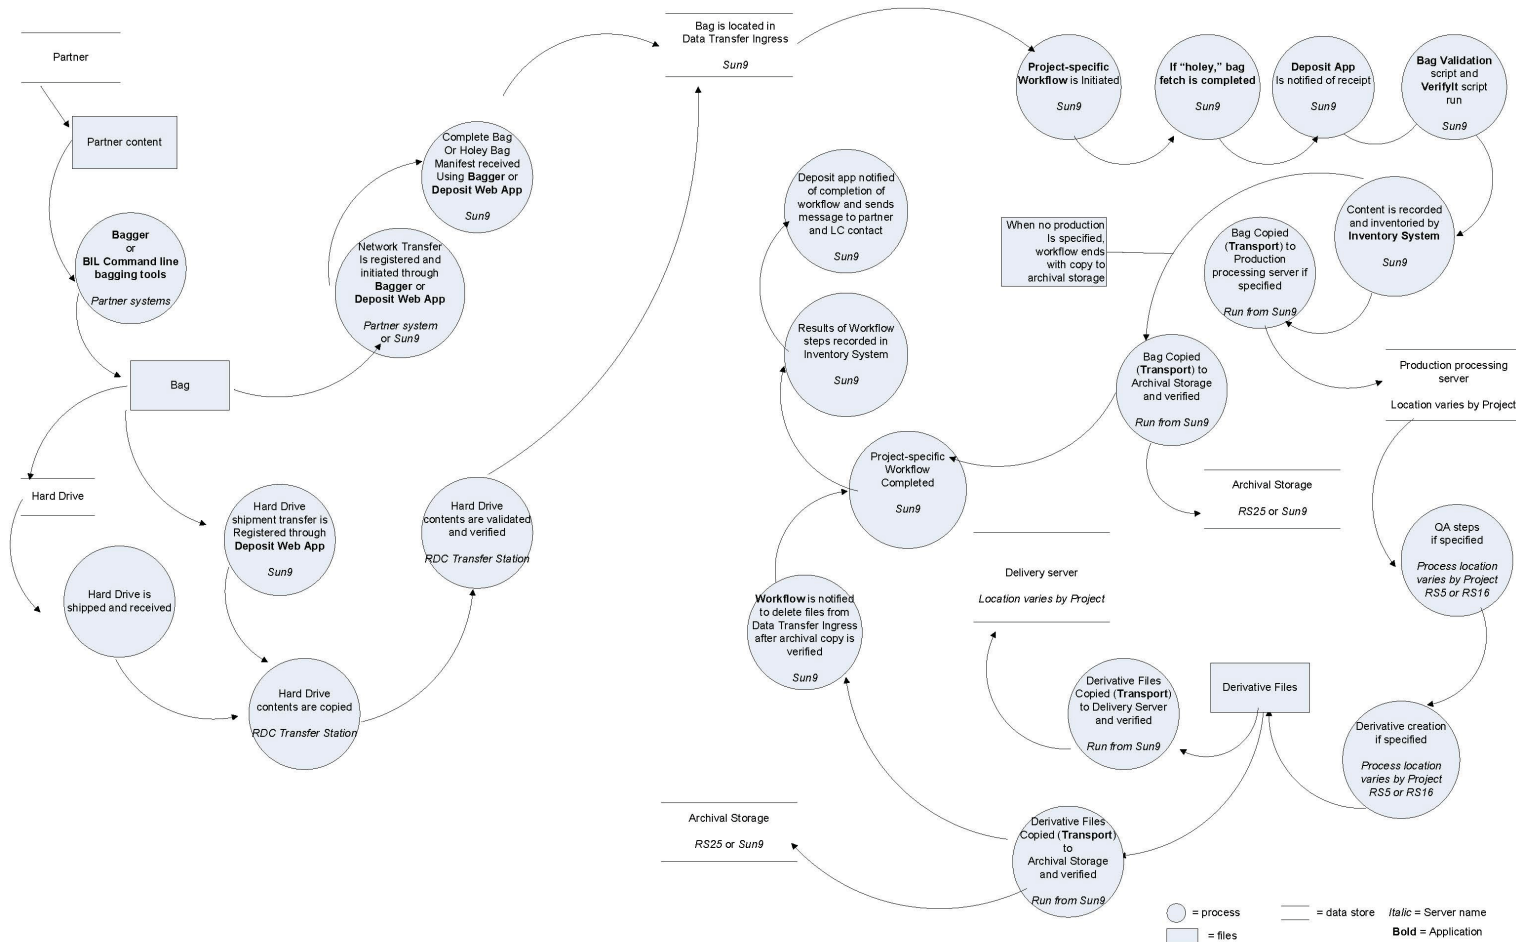 Partner
Partner content
Bagger
or
BIL Command line
bagging tools
Partner systems
Bag
Hard Drive
Hard Drive is
shipped and received
Hard Drive
shipment transfer is
Registered through
Deposit Web App
Sun9
Hard Drive
contents are copied
RDC Transfer Station
Hard Drive
contents are validated
and verified
RDC Transfer Station
Network Transfer
Is registered and
initiated through
Bagger or
Deposit Web App
Partner system
or Sun9
Complete Bag
Or Holey Bag
Manifest received
Using Bagger or
Deposit Web App
Sun9
Bag is located in
Data Transfer Ingress
Sun9
Project-specific
Workflow is Initiated
Sun9
If “holey,” bag
fetch is completed
Sun9
Deposit App
Is notified of receipt
Sun9
Bag Validation
script and
VerifyIt script
run
Sun9
Content is recorded
and inventoried by
Inventory System
Sun9
Bag Copied
(Transport) to
Production
processing server if
specified
Run from Sun9
When no production
Is specified,
workflow ends
with copy to
archival storage
Bag Copied
(Transport) to
Archival Storage
and verified
Run from Sun9
Production processing
server
Location varies by Project
Archival Storage
RS25 or Sun9
QA steps
if specified
Process location
varies by Project
RS5 or RS16
Derivative creation
if specified
Process location
varies by Project
RS5 or RS16
Derivative Files
Derivative Files
Copied (Transport)
to Delivery Server
and verified
Run from Sun9
Delivery server
Location varies by Project
Derivative Files
Copied (Transport)
to
Archival Storage
and verified
Run from Sun9
Archival Storage
RS25 or Sun9
Workflow is notified
to delete files from
Data Transfer Ingress
after archival copy is
verified
Sun9
Project-specific
Workflow
Completed
Sun9
Results of Workflow
steps recorded in
Inventory System
Sun9
Deposit app notified
of completion of
workflow and sends
message to partner
and LC contact
Sun9
= process
= data store
Italic = Server name
= files
Bold = Application